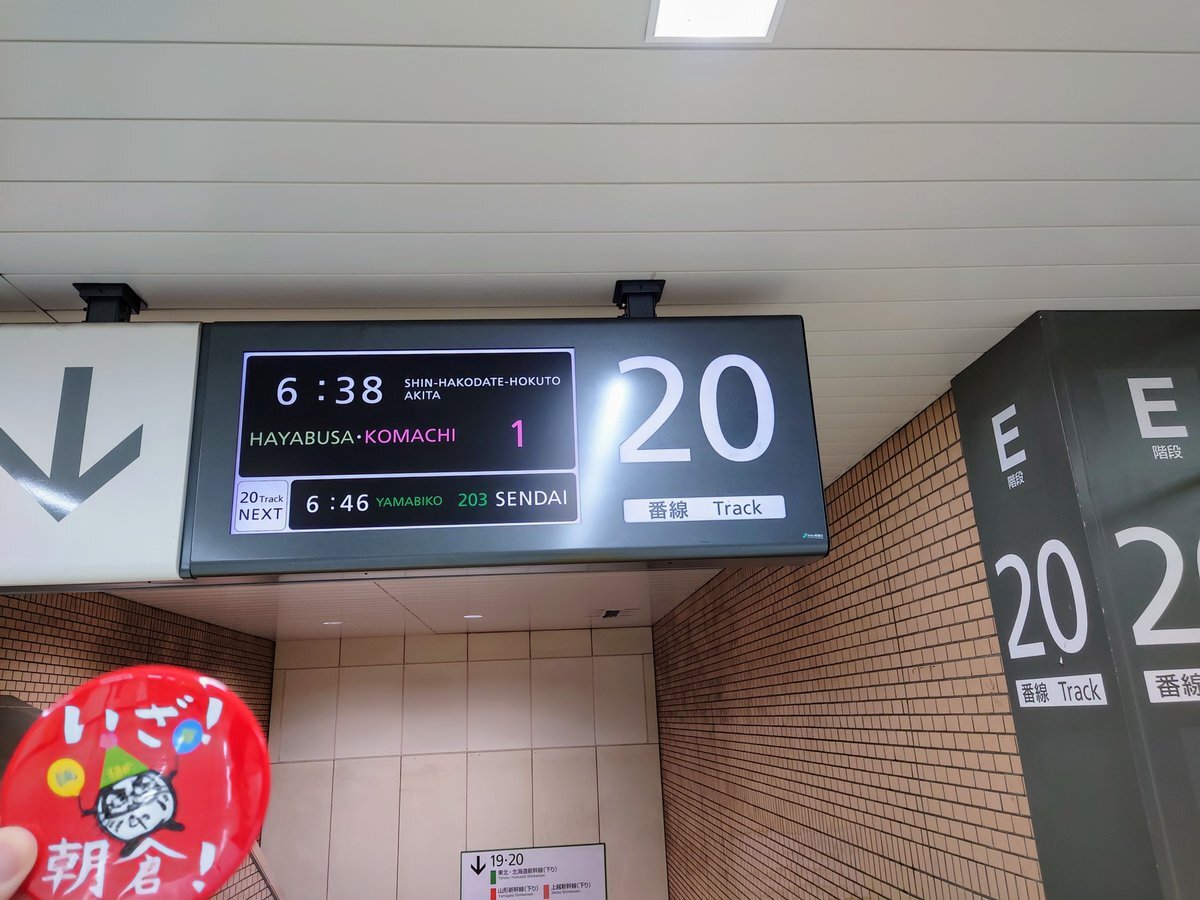 6:38 SHIN-HAKODATE-HOKUTO
AKITA
HAYABUSA・KOMACHI 1
20Track
NEXT
6:46 YAMABIKO 203 SENDAI
20
番線 Track
E
階段
20
番線 Track
E
階段
番線
いざ!
朝倉!
19・20
東北・北海道新幹線(下り)
山形新幹線(下り)
上越新幹線(下り)